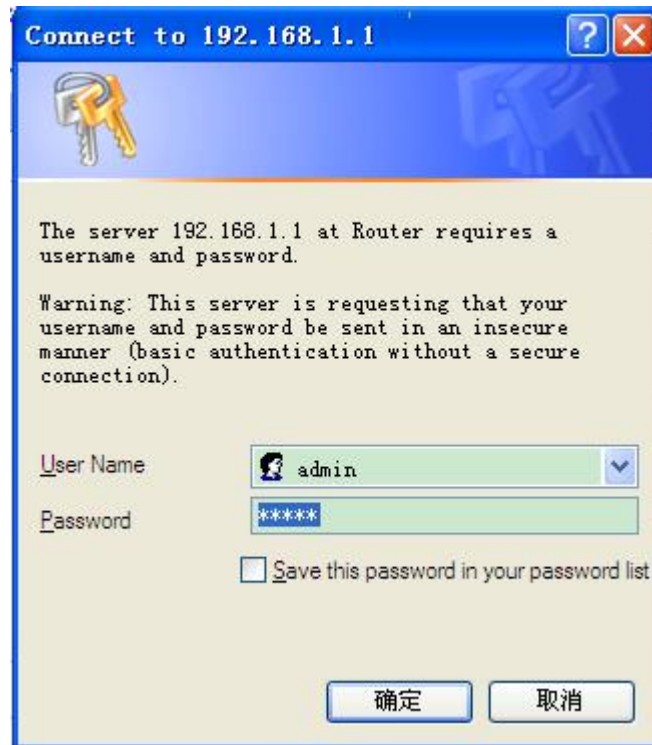 Connect to 192.168.1.1
The server 192.168.1.1 at Router requires a
username and password.
Warning: This server is requesting that your
username and password be sent in an insecure
manner (basic authentication without a secure
connection).
User Name
admin
Password
*****
Save this password in your password list
确定
取消